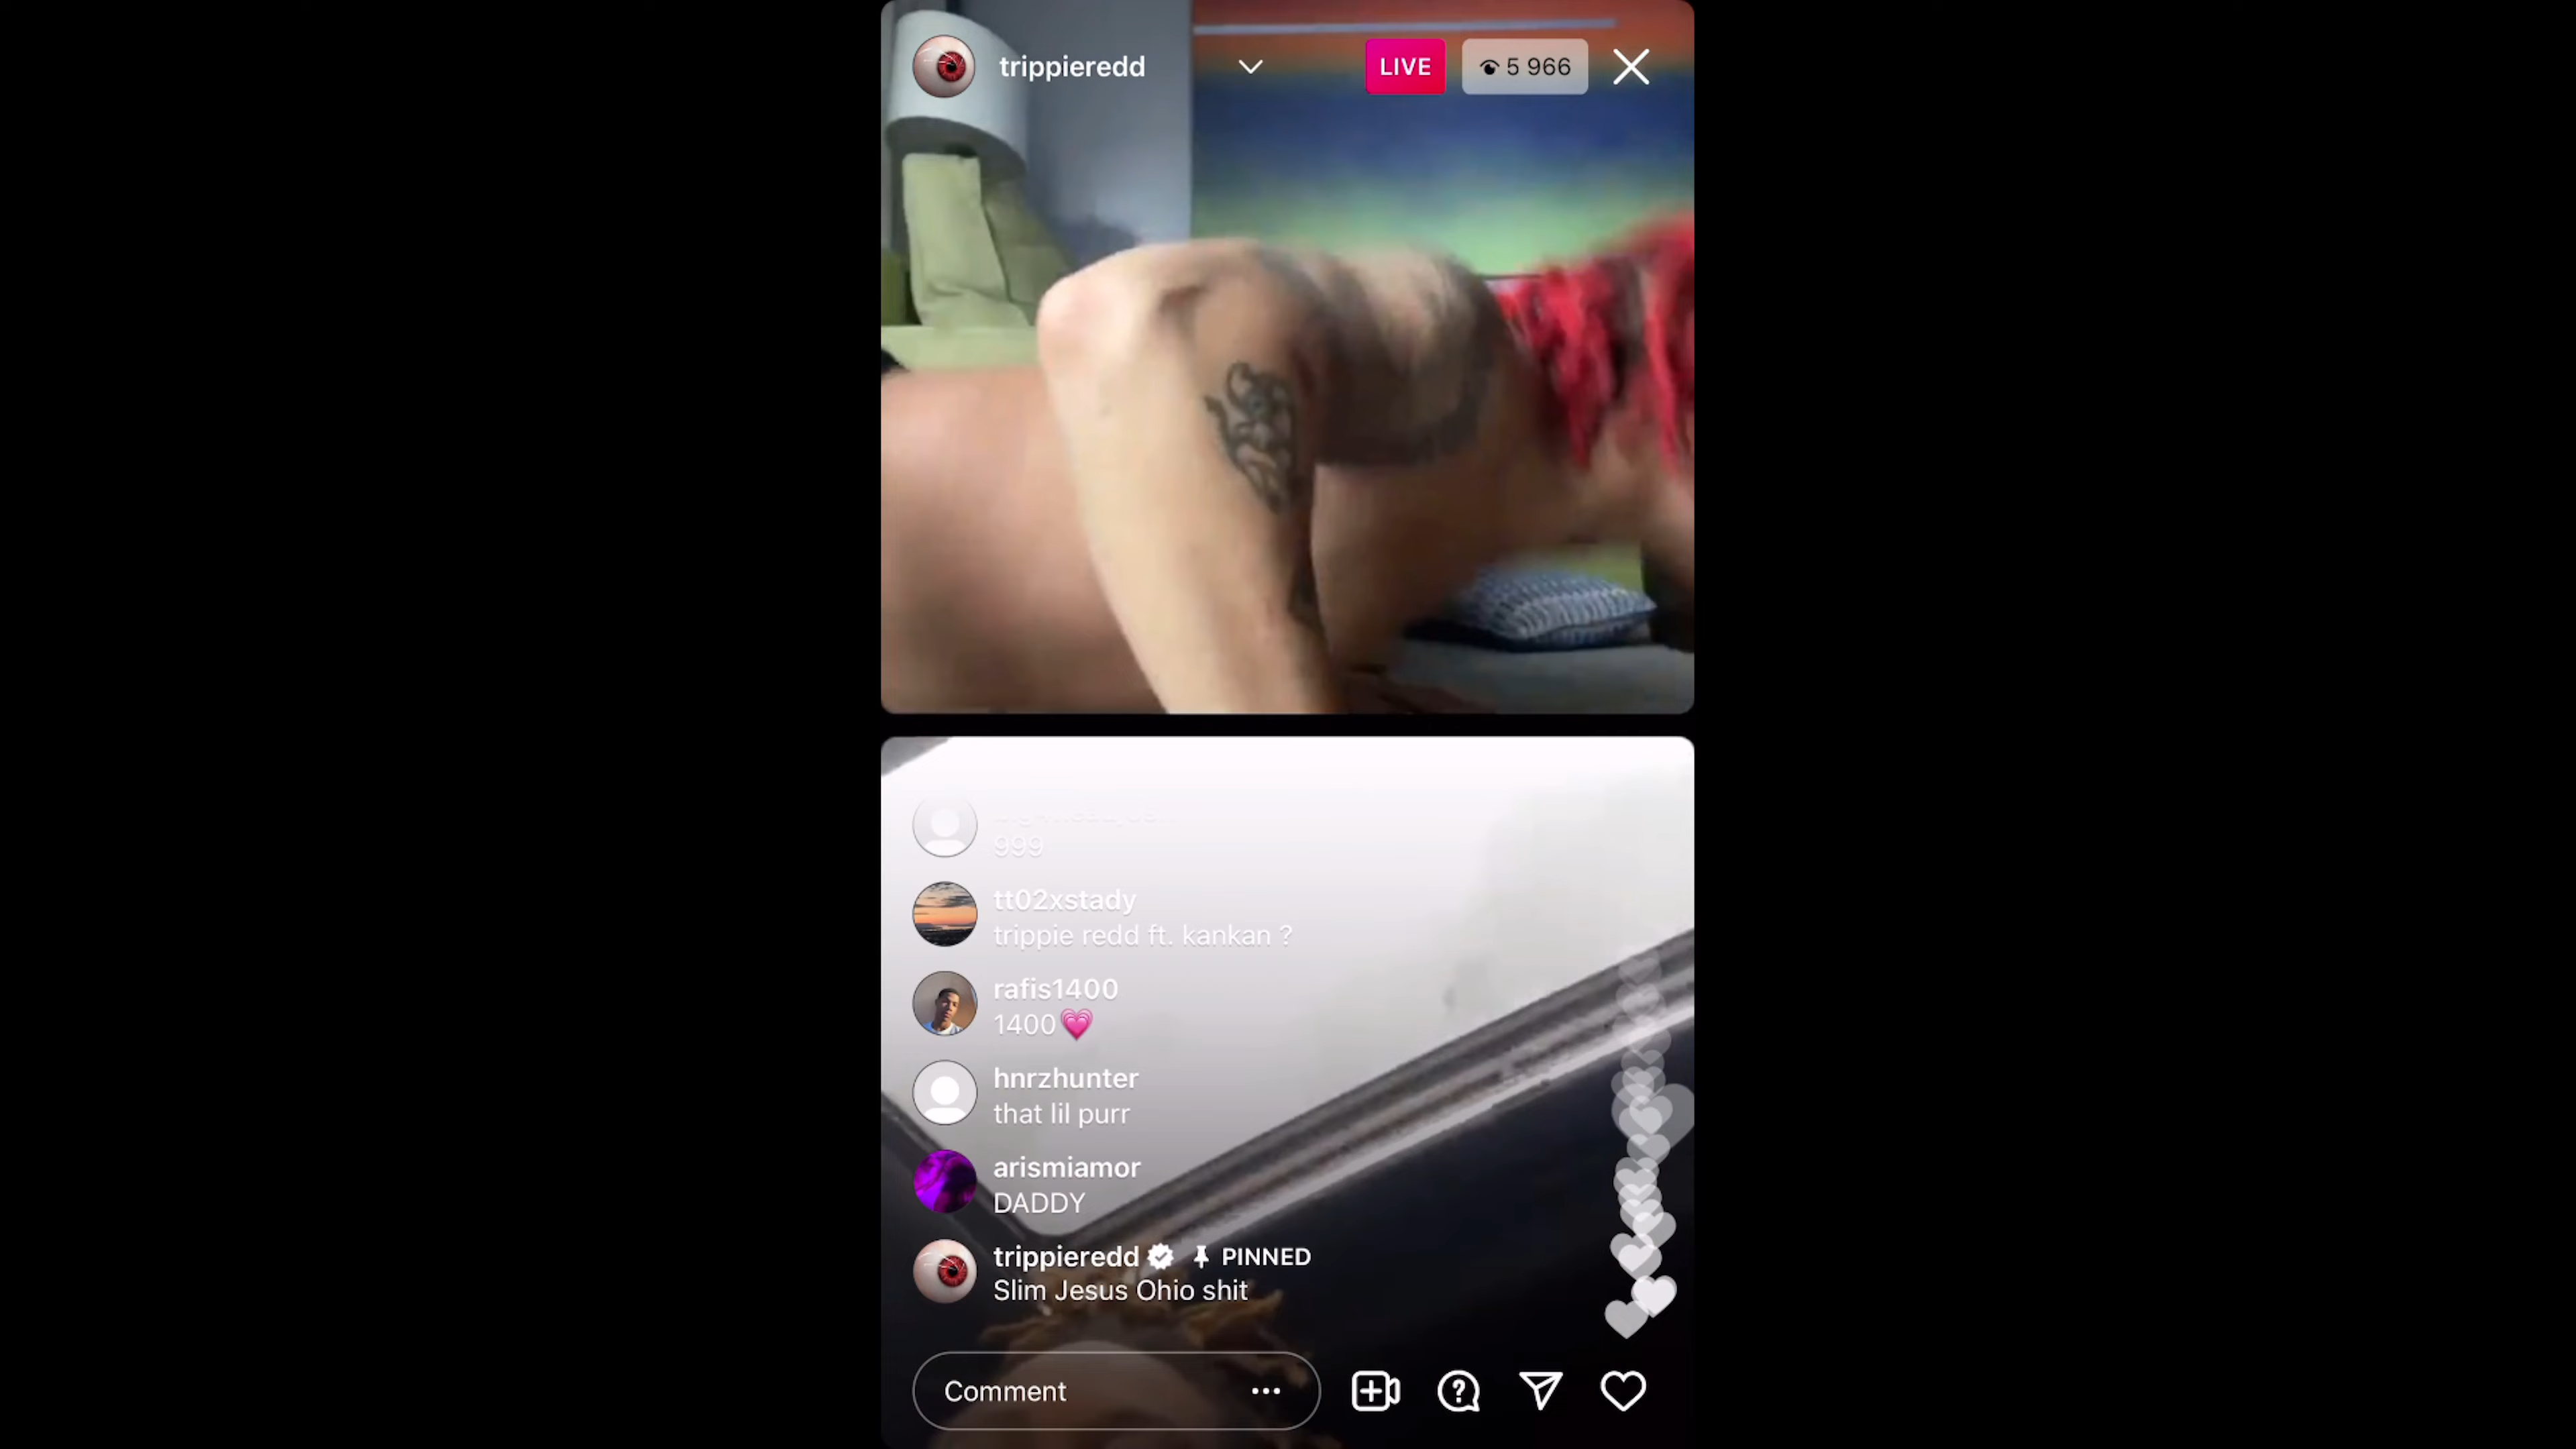 trippieredd
LIVE
5 966
999
tt02xstady
trippie redd ft. kankan ?
rafis1400
1400
hnrzhunter
that lil purr
arismiamor
DADDY
trippieredd PINNED
Slim Jesus Ohio shit
Comment